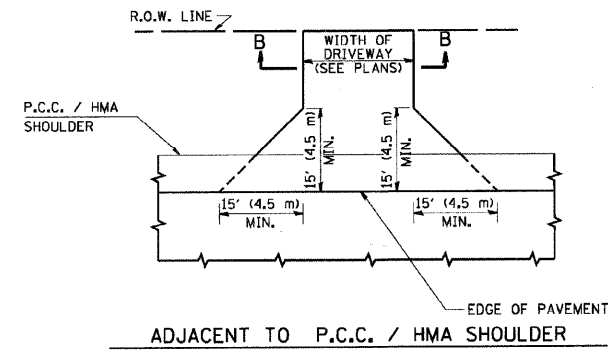 R.O.W. LINE
B
B
WIDTH OF
DRIVEWAY
(SEE PLANS)
P.C.C. / HMA
SHOULDER
15' (4.5 m)
MIN.
15' (4.5 m)
MIN.
15' (4.5 m)
MIN.
15' (4.5 m)
MIN.
EDGE OF PAVEMENT
ADJACENT TO P.C.C. / HMA SHOULDER